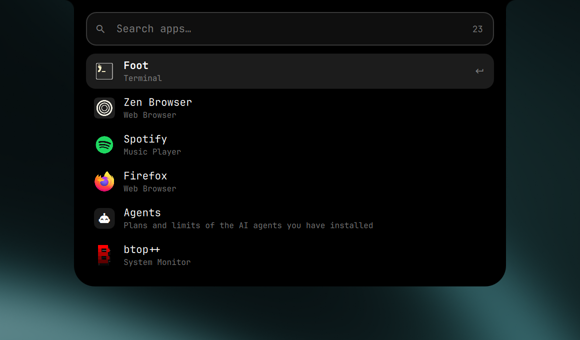 Search apps…
23
Foot
Terminal
Zen Browser
Web Browser
Spotify
Music Player
Firefox
Web Browser
Agents
Plans and limits of the AI agents you have installed
btop++
System Monitor